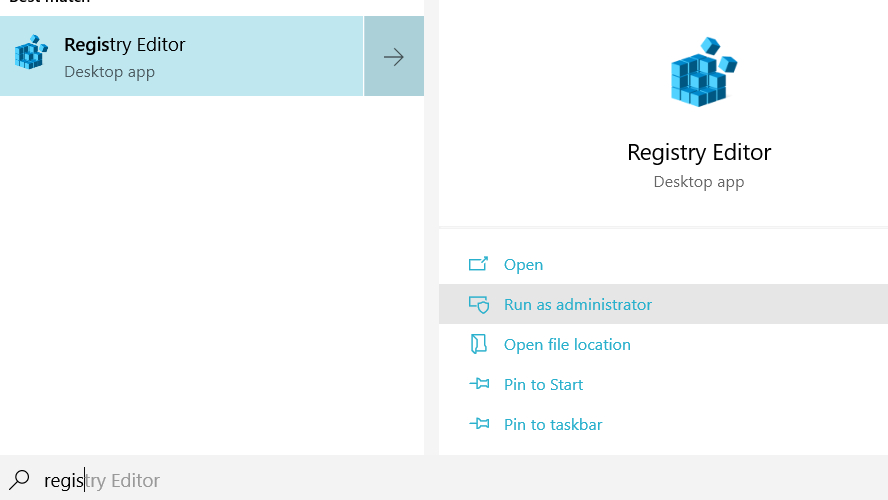 Best match
Registry Editor
Desktop app
Registry Editor
Desktop app
Open
Run as administrator
Open file location
Pin to Start
Pin to taskbar
registry Editor